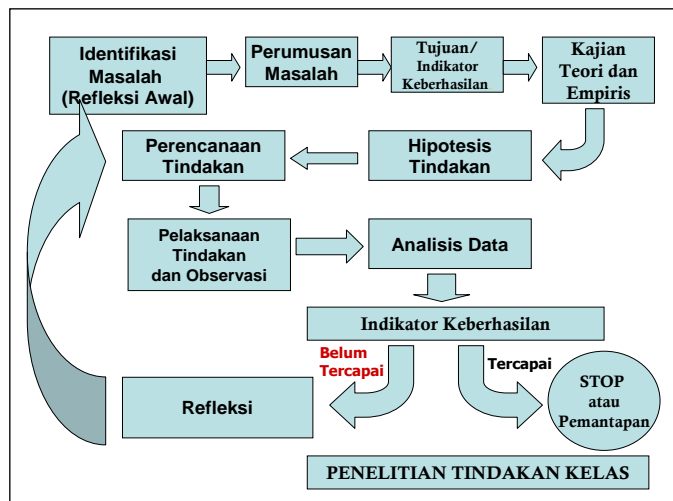 Identifikasi
Masalah
(Refleksi Awal)
Perumusan
Masalah
Tujuan/
Indikator
Keberhasilan
Kajian
Teori dan
Empiris
Perencanaan
Tindakan
Hipotesis
Tindakan
Pelaksanaan
Tindakan
dan Observasi
Analisis Data
Indikator Keberhasilan
Belum
Tercapai
Tercapai
Refleksi
STOP
atau
Pemantapan
PENELITIAN TINDAKAN KELAS